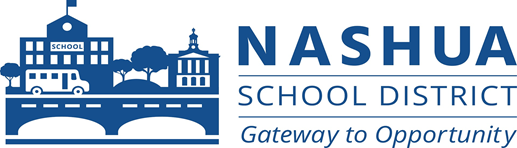 SCHOOL
NASHUA
SCHOOL DISTRICT
Gateway to Opportunity